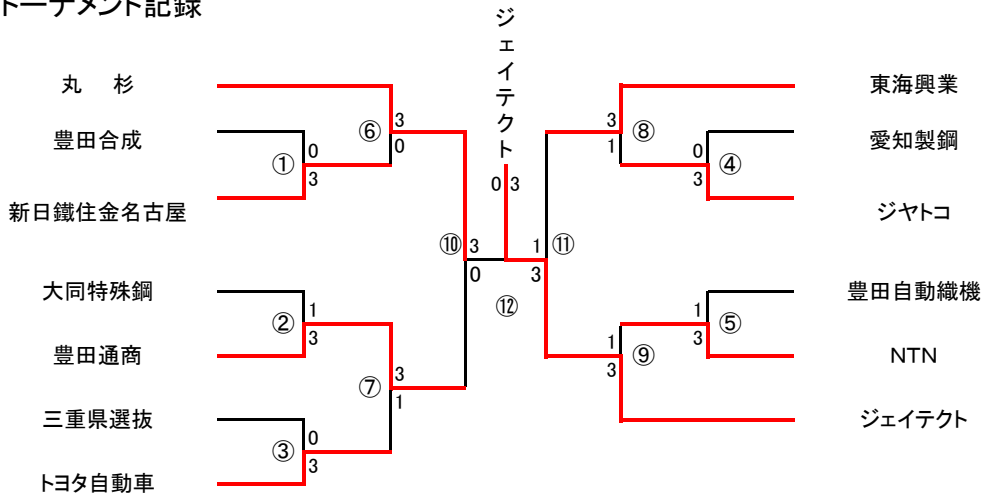 トーナメント記録
ジェイテクト
丸 杉
豊田合成
新日鐵住金名古屋
大同特殊鋼
豊田通商
三重県選抜
トヨタ自動車
① 0 3
② 1 3
③ 0 3
⑥ 3 0
⑦ 3 1
⑩ 3 0
0 3
⑫
1 3 ⑪
3 1 ⑧
1 3 ⑨
0 3 ④
1 3 ⑤
東海興業
愛知製鋼
ジヤトコ
豊田自動織機
NTN
ジェイテクト